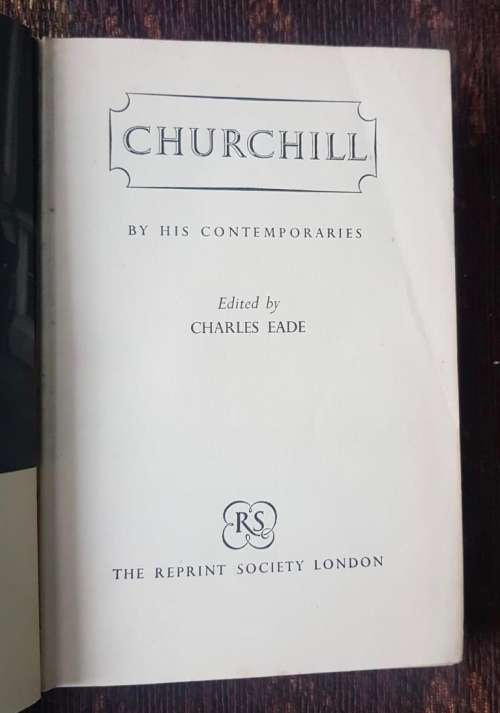 CHURCHILL
BY HIS CONTEMPORARIES
Edited by
CHARLES EADE
RS
THE REPRINT SOCIETY LONDON